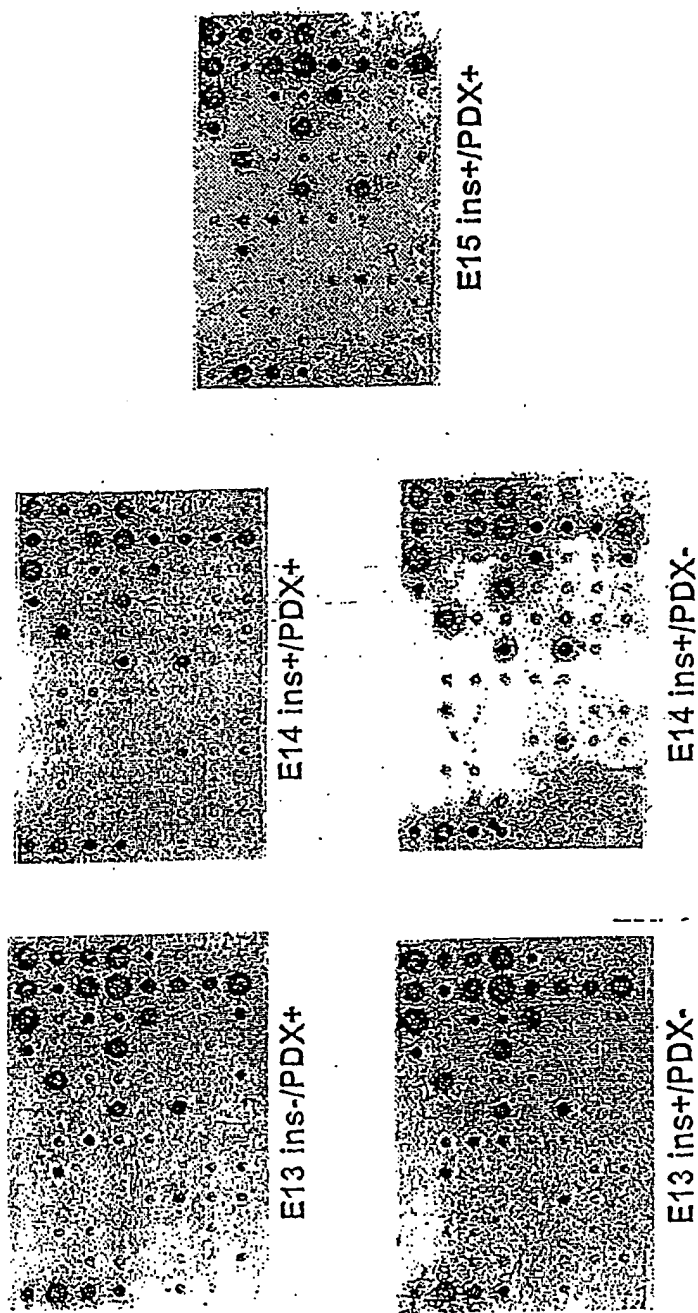 E13 ins-/PDX+
E14 ins+/PDX+
E15 ins+/PDX+
E13 ins+/PDX-
E14 ins+/PDX-